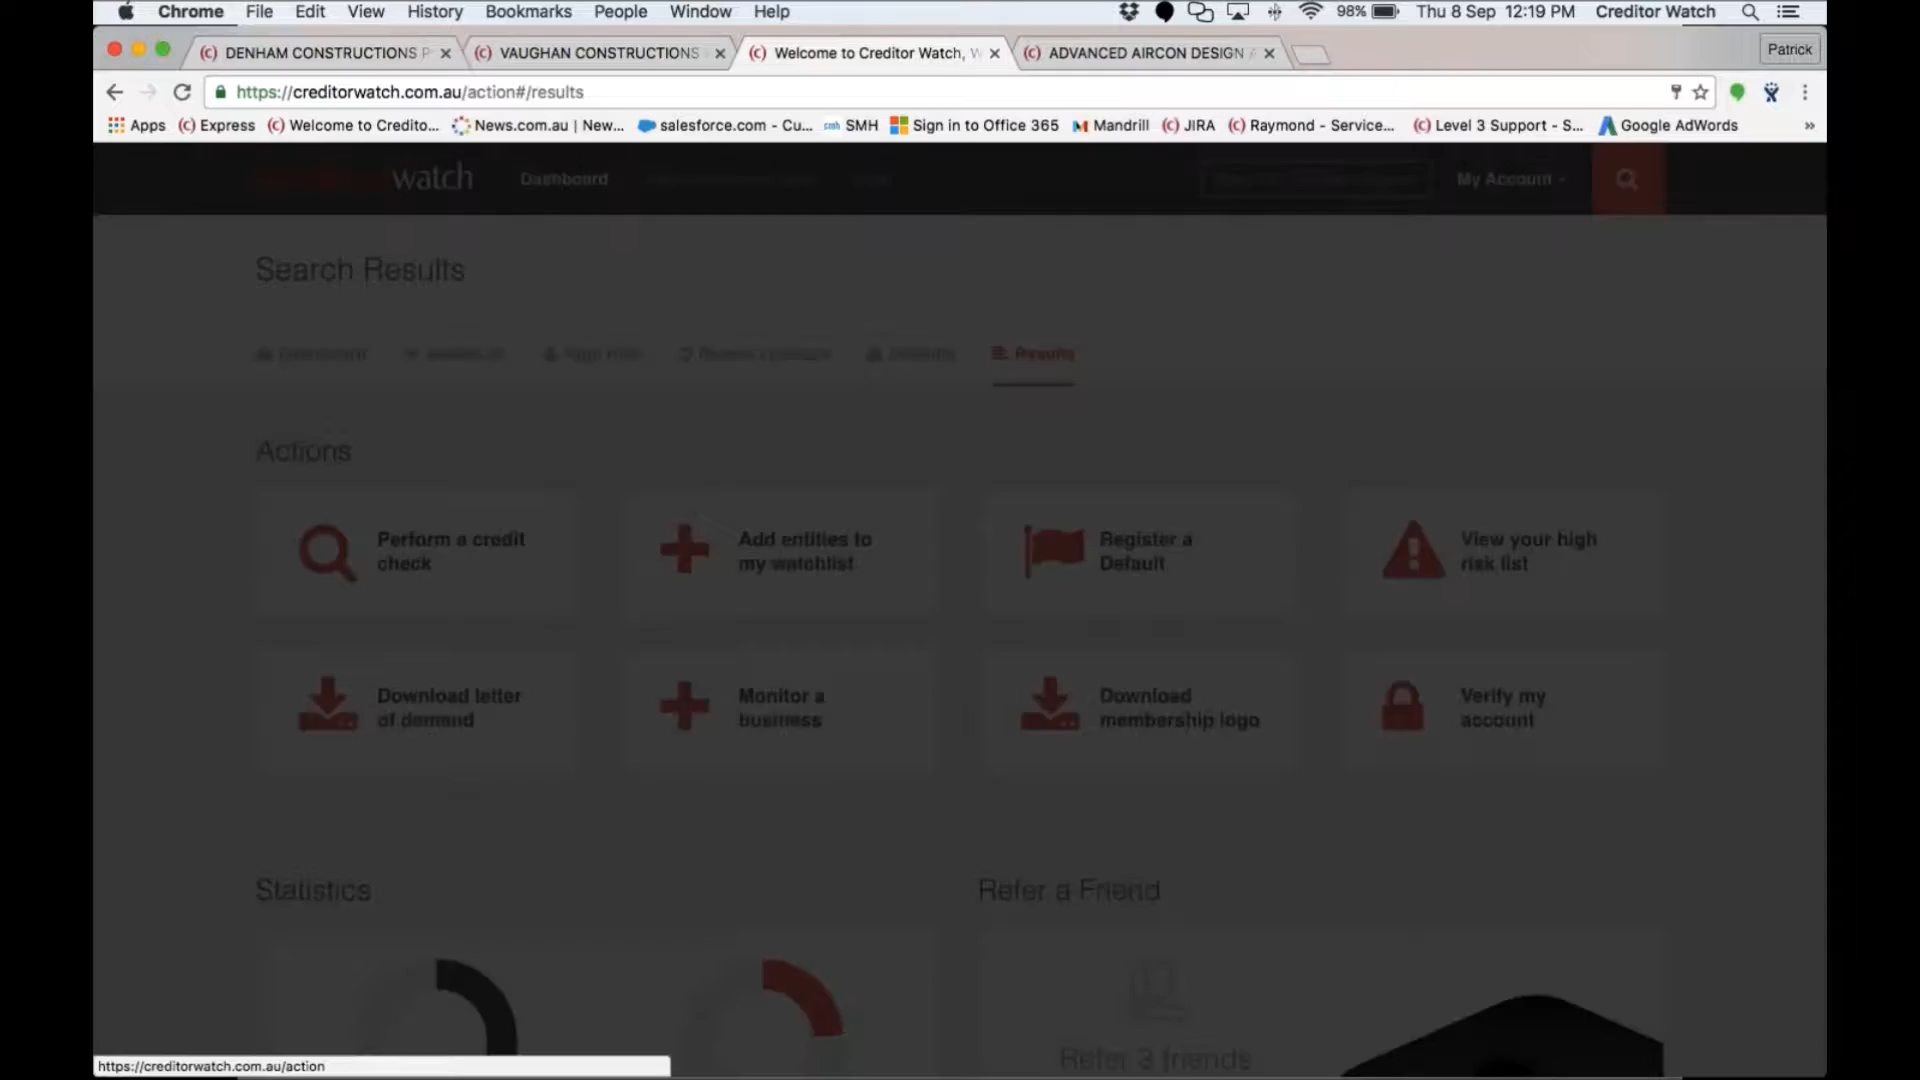 Chrome File Edit View History Bookmarks People Window Help 98% Thu 8 Sep 12:19 PM Creditor Watch
(c) DENHAM CONSTRUCTIONS P (c) VAUGHAN CONSTRUCTIONS (c) Welcome to Creditor Watch, W (c) ADVANCED AIRCON DESIGN A Patrick
https://creditorwatch.com.au/action#/results
Apps (c) Express (c) Welcome to Credito... News.com.au | New... salesforce.com - Cu... smh SMH Sign in to Office 365 Mandrill (c) JIRA (c) Raymond - Service... (c) Level 3 Support - S... Google AdWords »
watch Dashboard My Account
Search Results
Results
Actions
Perform a credit
check
Add entities to
my watchlist
Register a
Default
View your high
risk list
Download letter
of demand
Monitor a
business
Download
membership logo
Verify my
account
Statistics
Refer a Friend
Refer 3 friends
https://creditorwatch.com.au/action